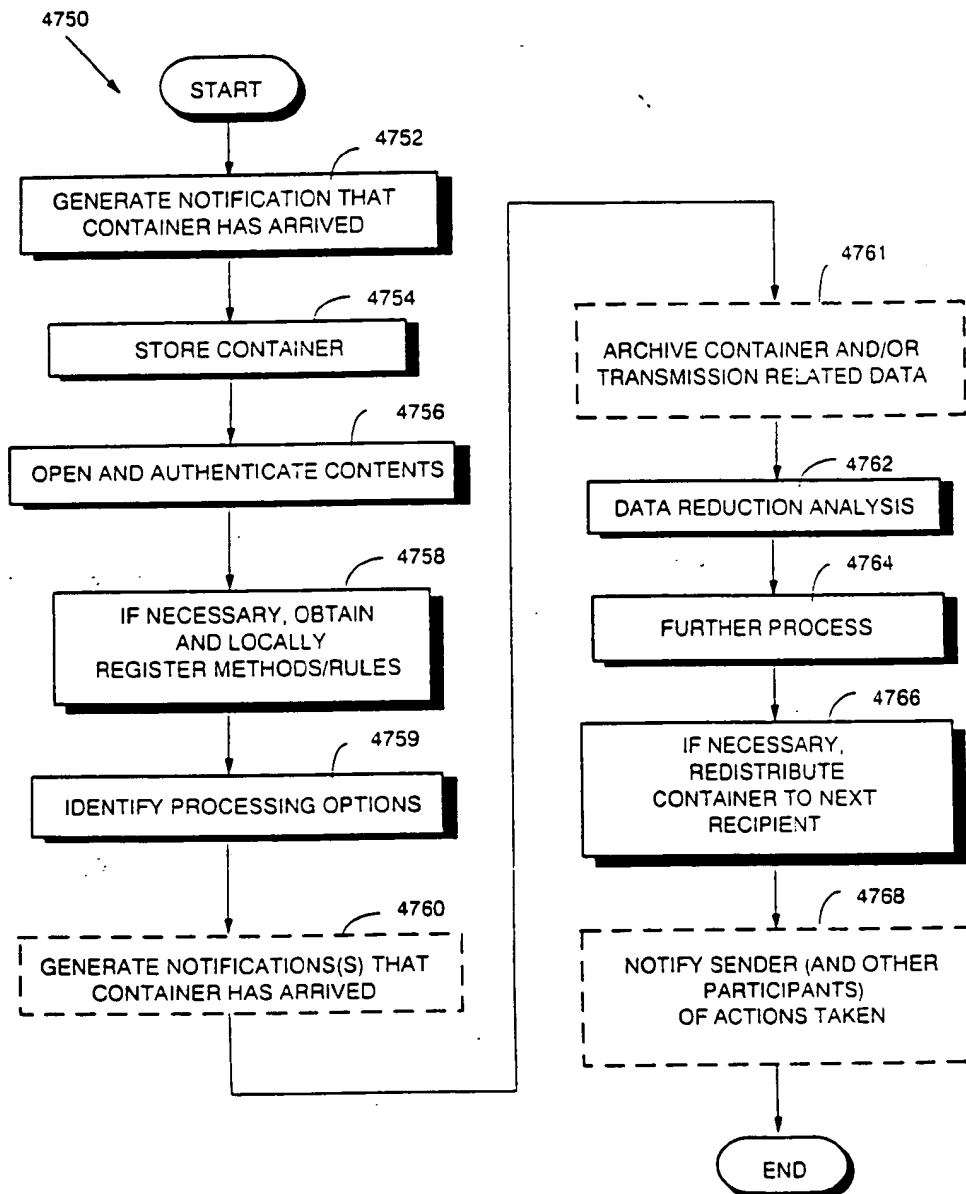 4750
START
4752
GENERATE NOTIFICATION THAT
CONTAINER HAS ARRIVED
4754
STORE CONTAINER
4756
OPEN AND AUTHENTICATE CONTENTS
4758
IF NECESSARY, OBTAIN
AND LOCALLY
REGISTER METHODS/RULES
4759
IDENTIFY PROCESSING OPTIONS
4760
GENERATE NOTIFICATIONS(S) THAT
CONTAINER HAS ARRIVED
4761
ARCHIVE CONTAINER AND/OR
TRANSMISSION RELATED DATA
4762
DATA REDUCTION ANALYSIS
4764
FURTHER PROCESS
4766
IF NECESSARY,
REDISTRIBUTE
CONTAINER TO NEXT
RECIPIENT
4768
NOTIFY SENDER (AND OTHER
PARTICIPANTS)
OF ACTIONS TAKEN
END